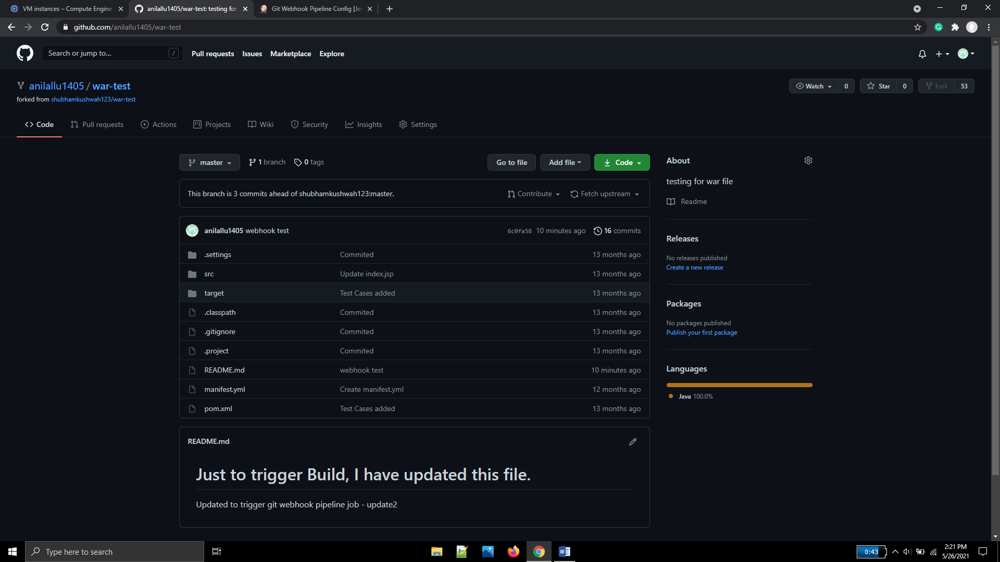 VM instances – Compute Engine
anilallu1405/war-test: testing for
Git Webhook Pipeline Config [Jen
github.com/anilallu1405/war-test
Search or jump to...
/
Pull requests
Issues
Marketplace
Explore
anilallu1405 / war-test
forked from shubhamkushwah123/war-test
Watch 0
Star 0
Fork 53
Code
Pull requests
Actions
Projects
Wiki
Security
Insights
Settings
master
1 branch
0 tags
Go to file
Add file
Code
This branch is 3 commits ahead of shubhamkushwah123:master.
Contribute
Fetch upstream
anilallu1405 webhook test 6c0fa58 10 minutes ago 16 commits
.settings Commited 13 months ago
src Update index.jsp 13 months ago
target Test Cases added 13 months ago
.classpath Commited 13 months ago
.gitignore Commited 13 months ago
.project Commited 13 months ago
README.md webhook test 10 minutes ago
manifest.yml Create manifest.yml 12 months ago
pom.xml Test Cases added 13 months ago
README.md
Just to trigger Build, I have updated this file.
Updated to trigger git webhook pipeline job - update2
About
testing for war file
Readme
Releases
No releases published
Create a new release
Packages
No packages published
Publish your first package
Languages
Java 100.0%
Type here to search
0:43
2:21 PM
5/26/2021